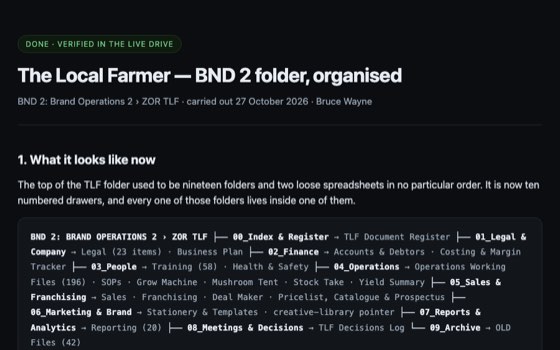 DONE · VERIFIED IN THE LIVE DRIVE
The Local Farmer — BND 2 folder, organised
BND 2: Brand Operations 2 › ZOR TLF · carried out 27 October 2026 · Bruce Wayne
1. What it looks like now
The top of the TLF folder used to be nineteen folders and two loose spreadsheets in no particular order. It is now ten
numbered drawers, and every one of those folders lives inside one of them.
BND 2: BRAND OPERATIONS 2 › ZOR TLF ├── 00_Index & Register → TLF Document Register ├── 01_Legal &
Company → Legal (23 items) · Business Plan ├── 02_Finance → Accounts & Debtors · Costing & Margin
Tracker ├── 03_People → Training (58) · Health & Safety ├── 04_Operations → Operations Working
Files (196) · SOPs · Grow Machine · Mushroom Tent · Stock Take · Yield Summary ├── 05_Sales &
Franchising → Sales · Franchising · Deal Maker · Pricelist, Catalogue & Prospectus ├──
06_Marketing & Brand → Stationery & Templates · creative-library pointer ├── 07_Reports &
Analytics → Reporting (20) ├── 08_Meetings & Decisions → TLF Decisions Log └── 09_Archive → OLD
Files (42)